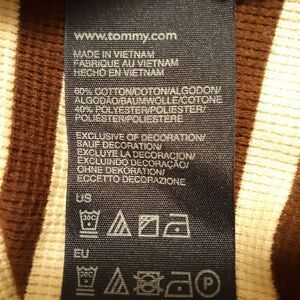 www.tommy.com
MADE IN VIETNAM
FABRIQUE AU VIETNAM
HECHO EN VIETNAM
60% COTTON/COTON/ALGODON/
ALGODÃO/BAUMWOLLE/COTONE
40% POLYESTER/POLIESTER/
POLIÉSTER/POLIESTERE
EXCLUSIVE OF DECORATION/
SAUF DECORATION/
EXCLUYE LA DECORACION/
EXCLUINDO DECORAÇÃO/
OHNE DEKORATION/
ECCETTO DECORAZIONE
US
30C
EU
P